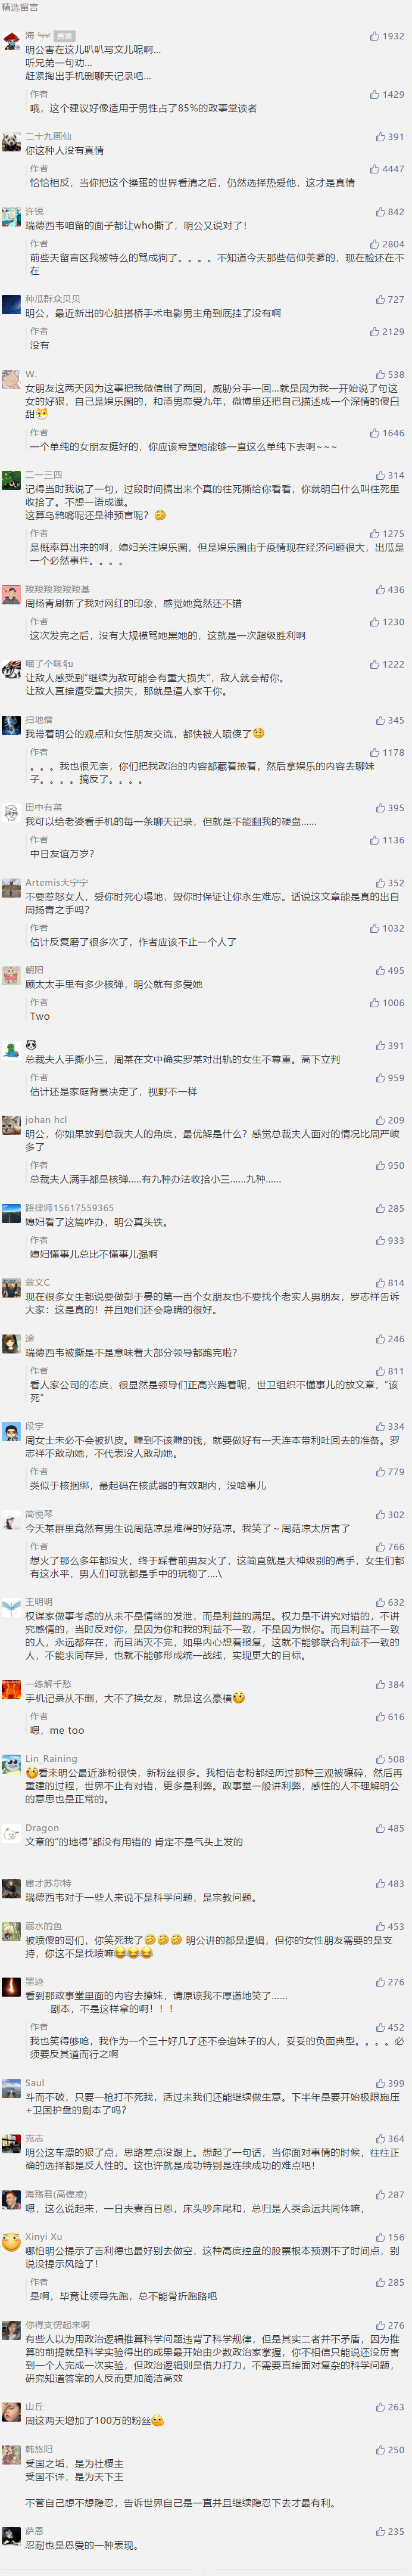 精选留言
海
置顶
1932
明公害在这儿叭叭写文儿呢啊...
听兄弟一句劝...
赶紧掏出手机删聊天记录吧...
作者
1429
哦，这个建议好像适用于男性占了85%的政事堂读者
二十九画仙
391
你这种人没有真情
作者
4447
恰恰相反，当你把这个操蛋的世界看清之后，仍然选择热爱他，这才是真情
许锐
842
瑞德西韦咱留的面子都让who撕了，明公又说对了！
作者
2804
前些天留言区我被特么的骂成狗了。。。。不知道今天那些信仰美爹的，现在脸还在不
在
种瓜群众贝贝
727
明公，最近新出的心脏搭桥手术电影男主角到底挂了没有啊
作者
2129
没有
W.
538
女朋友这两天因为这事把我微信删了两回，威胁分手一回...就是因为我一开始说了句这
女的好狠，自己是娱乐圈的，和渣男恋爱九年，微博里还把自己描述成一个深情的傻白
甜
作者
1646
一个单纯的女朋友挺好的，你应该希望她能够一直这么单纯下去啊~~~
二一三四
314
记得当时我说了一句，过段时间搞出来个真的往死撕给你看看，你就明白什么叫往死里
收拾了。不想一语成谶。
这算乌鸦嘴呢还是神预言呢？
作者
1275
是概率算出来的啊，媳妇关注娱乐圈，但是娱乐圈由于疫情现在经济问题很大，出瓜是
一个必然事件。。。。
羧羧羧羧羧羧基
436
周扬青刷新了我对网红的印象，感觉她竟然还不错
作者
1230
这次发完之后，没有大规模骂她黑她的，这就是一次超级胜利啊
1222
让敌人感受到“继续为敌可能会有重大损失”，敌人就会帮你。
让敌人直接遭受重大损失，那就是逼人家干你。
扫地僧
345
我带着明公的观点和女性朋友交流，都快被人喷傻了
作者
1178
。。。我也很无奈，你们把我政治的内容都藏着掖着，然后拿娱乐的内容去聊妹
子。。。。搞反了。。。。
田中有菜
395
我可以给老婆看手机的每一条聊天记录，但就是不能翻我的硬盘......
作者
1136
中日友谊万岁？
Artemis大宁宁
352
不要惹怒女人，爱你时死心塌地，毁你时保证让你永生难忘。话说这文章能是真的出自
周扬青之手吗？
作者
1032
估计反复磨了很多次了，作者应该不止一个人了
朝阳
495
顾太太手里有多少核弹，明公就有多爱她
作者
1006
Two
391
总裁夫人手撕小三，周某在文中确实罗某对出轨的女生不尊重。高下立判
作者
959
估计还是家庭背景决定了，视野不一样
johan hcl
209
明公，你如果放到总裁夫人的角度，最优解是什么？感觉总裁夫人面对的情况比周严峻
多了
作者
950
总裁夫人满手都是核弹.....有九种办法收拾小三......九种......
路律师15617559365
285
媳妇看了这篇咋办，明公真头铁。
作者
933
媳妇懂事儿总比不懂事儿强啊
翁文C
814
现在很多女生都说要做彭于晏的第一百个女朋友也不要找个老实人男朋友，罗志祥告诉
大家：这是真的！并且她们还会隐瞒的很好。
途
246
瑞德西韦被撕是不是意味着大部分领导都跑完啦？
作者
811
看人家公司的态度，很显然是领导们正高兴跑着呢，世卫组织不懂事儿的放文章，“该
死”
段宇
334
周女士未必不会被扒皮。赚到不该赚的钱，就要做好有一天连本带利吐回去的准备。罗
志祥不敢动她，不代表没人敢动她。
作者
779
类似于核捆绑，最起码在核武器的有效期内，没啥事儿
简悦琴
302
今天某群里竟然有男生说周菇凉是难得的好菇凉。我笑了～周菇凉太厉害了
作者
766
想火了那么多年都没火，终于踩着前男友火了，这简直就是大神级别的高手，女生们都
有这水平，男人们可就都是手中的玩物了....\
王明明
632
权谋家做事考虑的从来不是情绪的发泄，而是利益的满足。权力是不讲究对错的，不讲
究感情的，当时反对你，是因为你和我的利益不一致，不是因为恨你。而且利益不一致
的人，永远都存在，而且消灭不完，如果内心想着报复，这就不能够联合利益不一致的
人，不能求同存异，也就不能够形成统一战线，实现更大的目标。
一炼解千愁
384
手机记录从不删，大不了换女友，就是这么豪横
作者
616
嗯，me too
Lin_Raining
508
看来明公最近涨粉很快，新粉丝很多。我相信老粉都经历过那种三观被碾碎，然后再
重建的过程，世界不止有对错，更多是利弊。政事堂一般讲利弊，感性的人不理解明公
的意思也是正常的。
Dragon
485
文章的“的地得”都没有用错的 肯定不是气头上发的
庸才苏尔特
483
瑞德西韦对于一些人来说不是科学问题，是宗教问题。
溺水的鱼
453
被喷傻的哥们，你笑死我了 明公讲的都是逻辑，但你的女性朋友需要的是支
持，你这不是找喷嘛
墨迹
276
看到那政事堂里面的内容去撩妹，请原谅我不厚道地笑了......
剧本，不是这样拿的啊！！！
作者
452
我也笑得够呛，我作为一个三十好几了还不会追妹子的人，妥妥的负面典型。。。。必
须要反其道而行之啊
Saul
399
斗而不破，只要一枪打不死我，活过来我们还能继续做生意。下半年是要开始极限施压
+卫国护盘的剧本了吗？
亮志
364
明公这车漂的狠了点，思路差点没跟上。想起了一句话，当你面对事情的时候，往往正
确的选择都是反人性的。这也许就是成功特别是连续成功的难点吧！
海殇君(高偉凌)
287
嗯，这么说起来，一日夫妻百日恩，床头吵床尾和，总归是人类命运共同体嘛，
Xinyi Xu
156
哪怕明公提示了吉利德也最好别去做空，这种高度控盘的股票根本预测不了时间点，别
说没提示风险了！
作者
285
是啊，毕竟让领导先跑，总不能骨折跑路吧
你得支愣起来啊
276
有些人以为用政治逻辑推算科学问题违背了科学规律，但是其实二者并不矛盾，因为推
算的前提就是科学实验得出的成果最开始由少数政治家掌握，你不相信只能说还没厉害
到一个人完成一次实验，但政治逻辑则是借力打力，不需要直接面对复杂的科学问题，
研究知道答案的人反而更加简洁高效
山丘
263
周这两天增加了100万的粉丝
韩悠阳
250
受国之垢，是为社稷主
受国不详，是为天下王
不管自己想不想隐忍，告诉世界自己是一直并且继续隐忍下去才最有利。
萨恩
235
忍耐也是恩爱的一种表现。